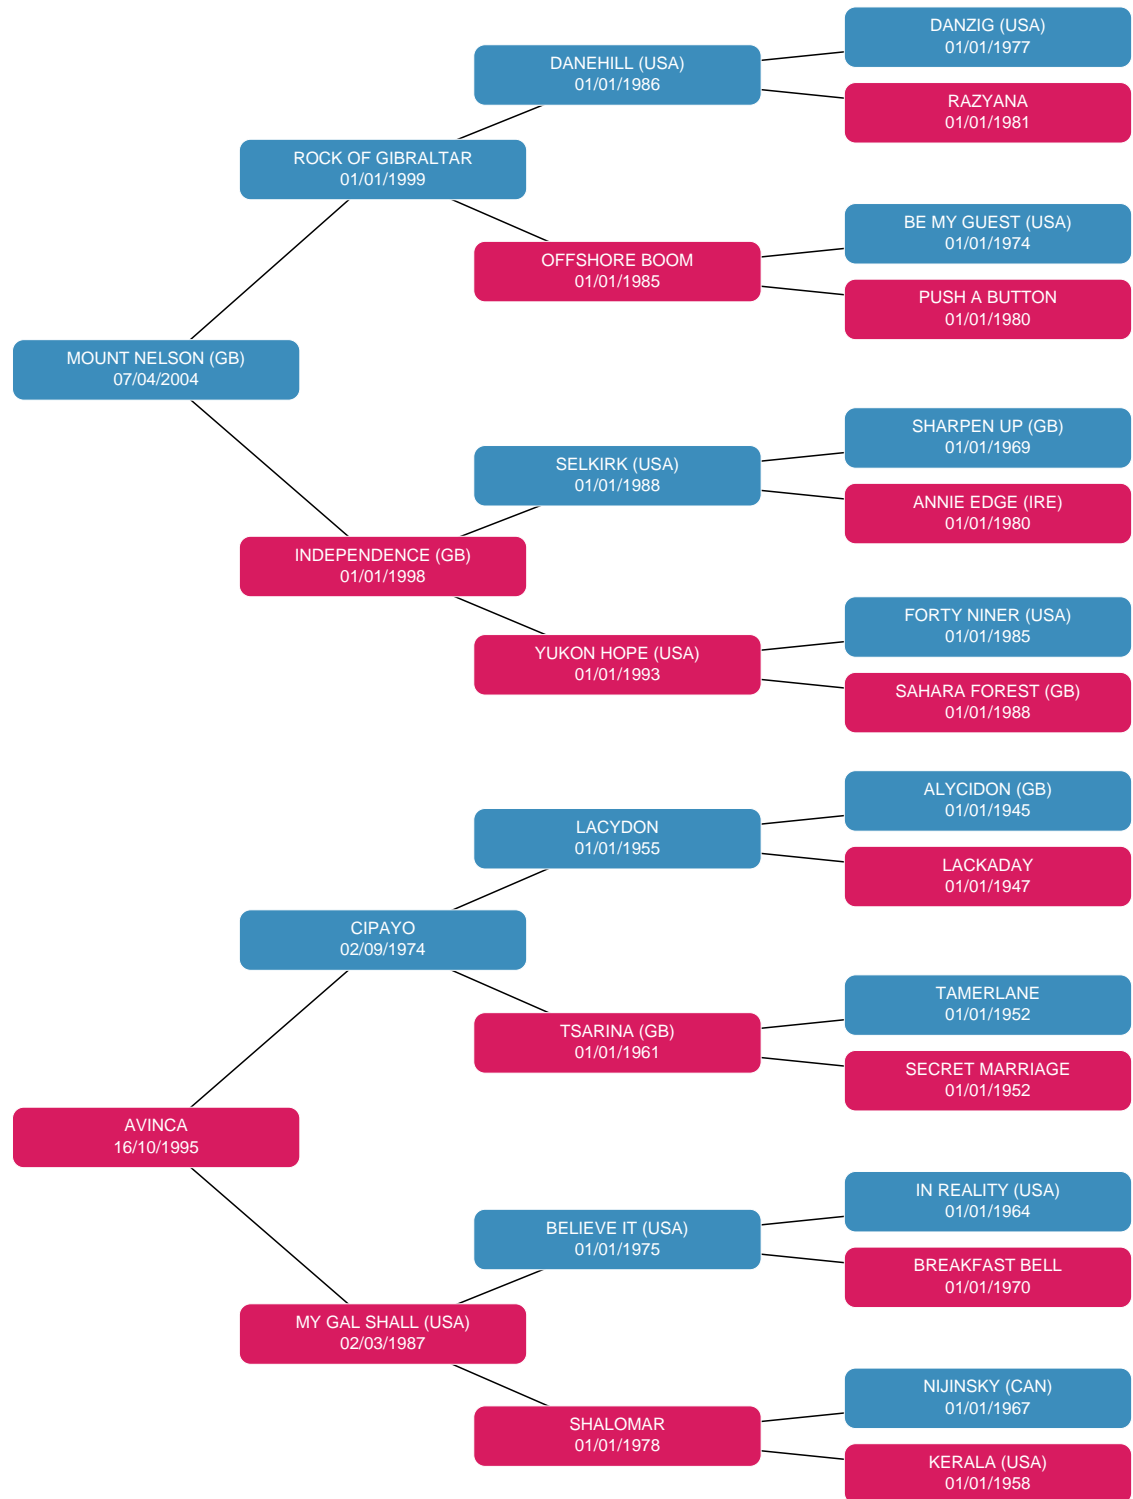 DANZIG (USA)
01/01/1977
DANEHILL (USA)
01/01/1986
RAZYANA
01/01/1981
ROCK OF GIBRALTAR
01/01/1999
BE MY GUEST (USA)
01/01/1974
OFFSHORE BOOM
01/01/1985
PUSH A BUTTON
01/01/1980
MOUNT NELSON (GB)
07/04/2004
SHARPEN UP (GB)
01/01/1969
SELKIRK (USA)
01/01/1988
ANNIE EDGE (IRE)
01/01/1980
INDEPENDENCE (GB)
01/01/1998
FORTY NINER (USA)
01/01/1985
YUKON HOPE (USA)
01/01/1993
SAHARA FOREST (GB)
01/01/1988
ALYCIDON (GB)
01/01/1945
LACYDON
01/01/1955
LACKADAY
01/01/1947
CIPAYO
02/09/1974
TAMERLANE
01/01/1952
TSARINA (GB)
01/01/1961
SECRET MARRIAGE
01/01/1952
AVINCA
16/10/1995
IN REALITY (USA)
01/01/1964
BELIEVE IT (USA)
01/01/1975
BREAKFAST BELL
01/01/1970
MY GAL SHALL (USA)
02/03/1987
NIJINSKY (CAN)
01/01/1967
SHALOMAR
01/01/1978
KERALA (USA)
01/01/1958